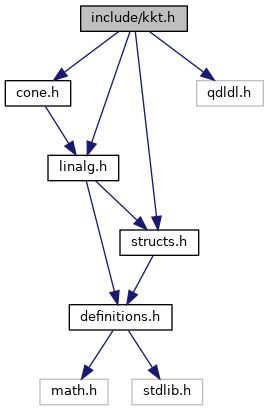 include/kkt.h
cone.h
qdldl.h
linalg.h
structs.h
definitions.h
math.h
stdlib.h